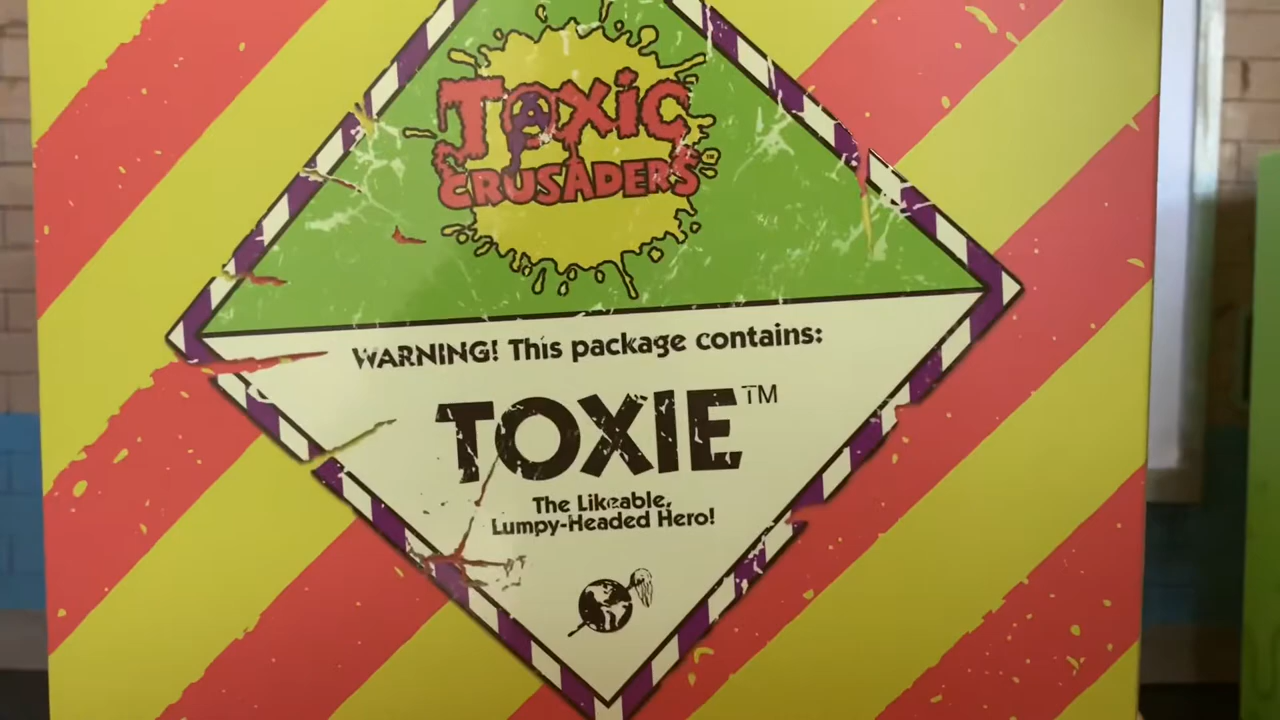 TOXIC
CRUSADERS
WARNING! This package contains:
TOXIE™
The Likeable,
Lumpy-Headed Hero!